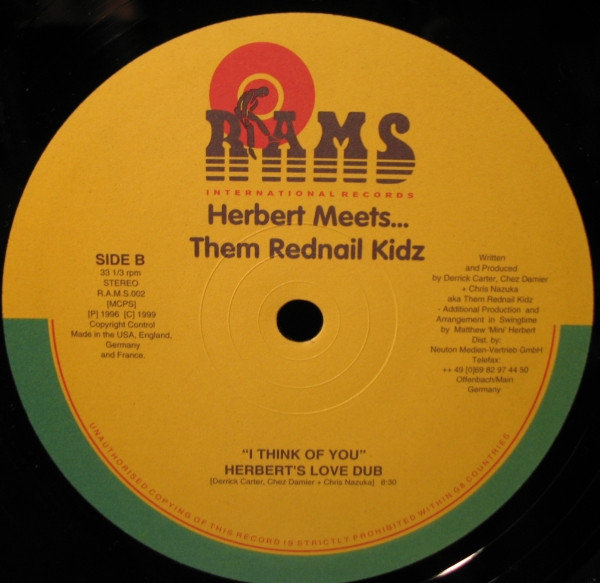 RAMS
INTERNATIONAL RECORDS
Herbert Meets...
Them Rednail Kidz
SIDE B
33 1/3 rpm
STEREO
R.A.M.S.002
[MCPS]
[P] 1996 [C] 1999
Copyright Control
Made in the USA, England,
Germany
and France.
Written
and Produced
by Derrick Carter, Chez Damier
+ Chris Nazuka
aka Them Rednail Kidz
- Additional Production and
Arrangement in Swingtime
by Matthew 'Mini' Herbert
Dist. by:
Neuton Medien-Vertrieb GmbH
Telefax:
++ 49 [0]69 82 97 44 50
Offenbach/Main
Germany
"I THINK OF YOU"
HERBERT'S LOVE DUB
[Derrick Carter, Chez Damier + Chris Nazuka] 8:30
UNAUTHORISED COPYING OF THIS RECORD IS STRICTLY PROHIBITED WITHIN G& COUNTRIES